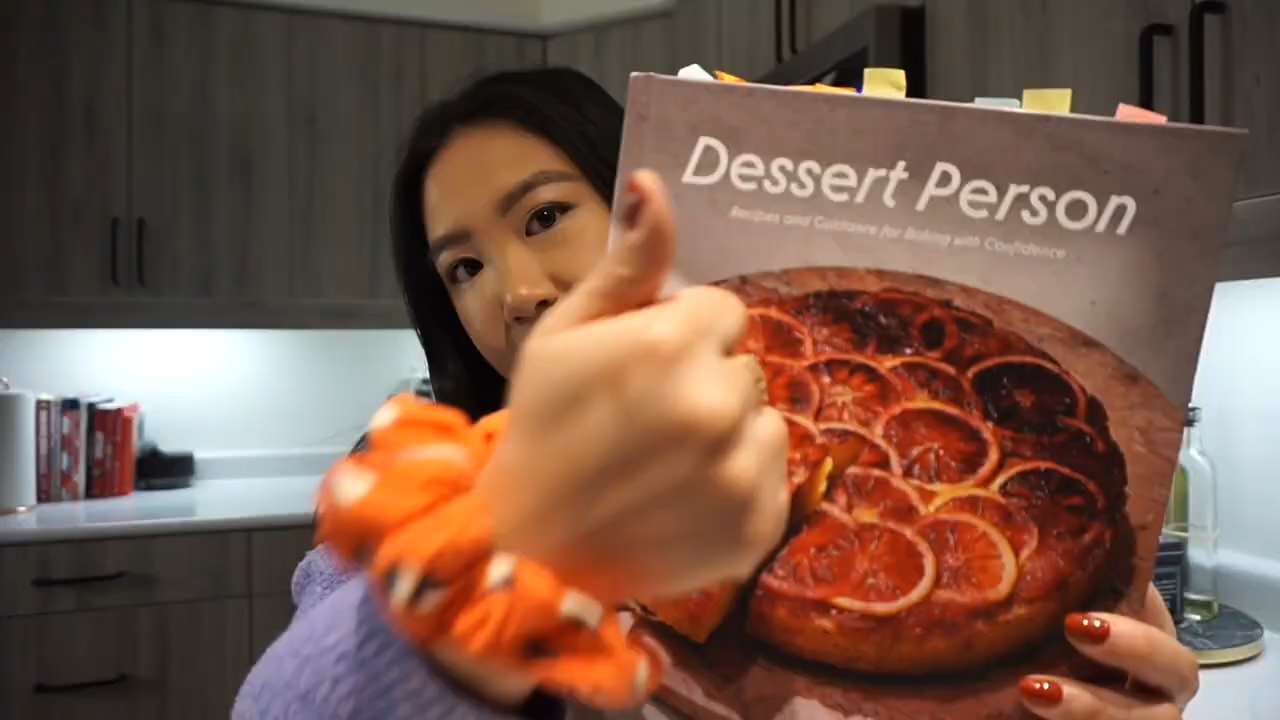 Dessert Person
Recipes and Guidance for Baking with Confidence